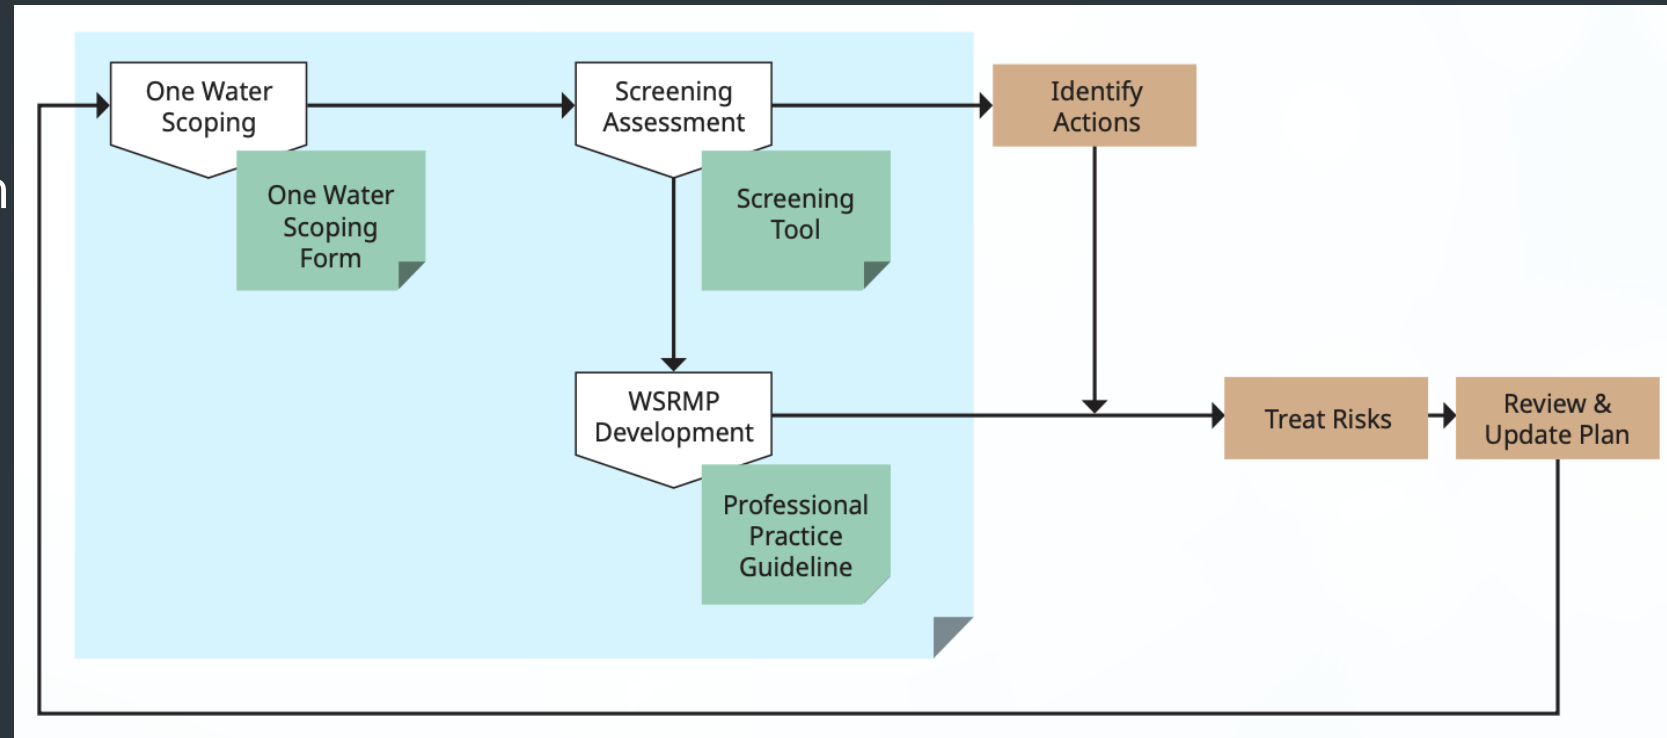 One Water
Scoping
One Water
Scoping
Form
Screening
Assessment
Screening
Tool
Identify
Actions
WSRMP
Development
Professional
Practice
Guideline
Treat Risks
Review &
Update Plan